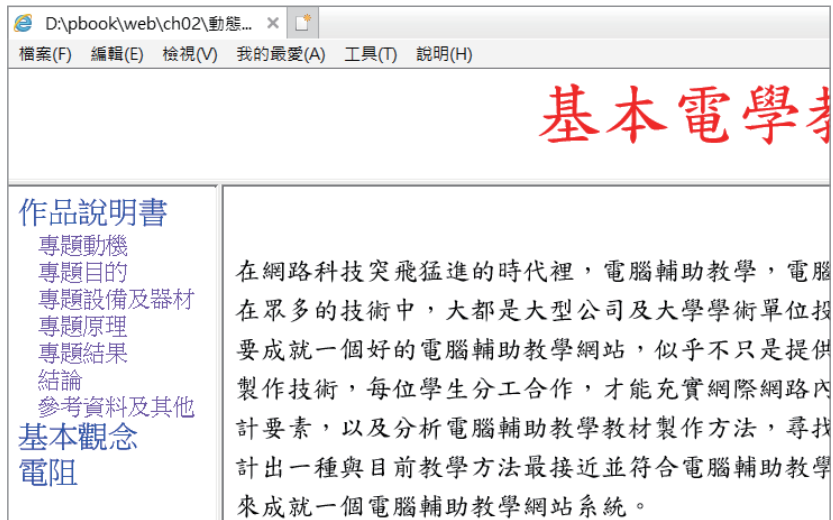 D:\pbook\web\ch02\動態...
檔案(F) 編輯(E) 檢視(V) 我的最愛(A) 工具(T) 說明(H)
基本電學
作品說明書
專題動機
專題目的
專題設備及器材
專題原理
專題結果
結論
參考資料及其他
基本觀念
電阻
在網路科技突飛猛進的時代裡，電腦輔助教學，電腦
在眾多的技術中，大都是大型公司及大學學術單位投
要成就一個好的電腦輔助教學網站，似乎不只是提供
製作技術，每位學生分工合作，才能充實網際網路內
計要素，以及分析電腦輔助教學教材製作方法，尋找
計出一種與目前教學方法最接近並符合電腦輔助教學
來成就一個電腦輔助教學網站系統。